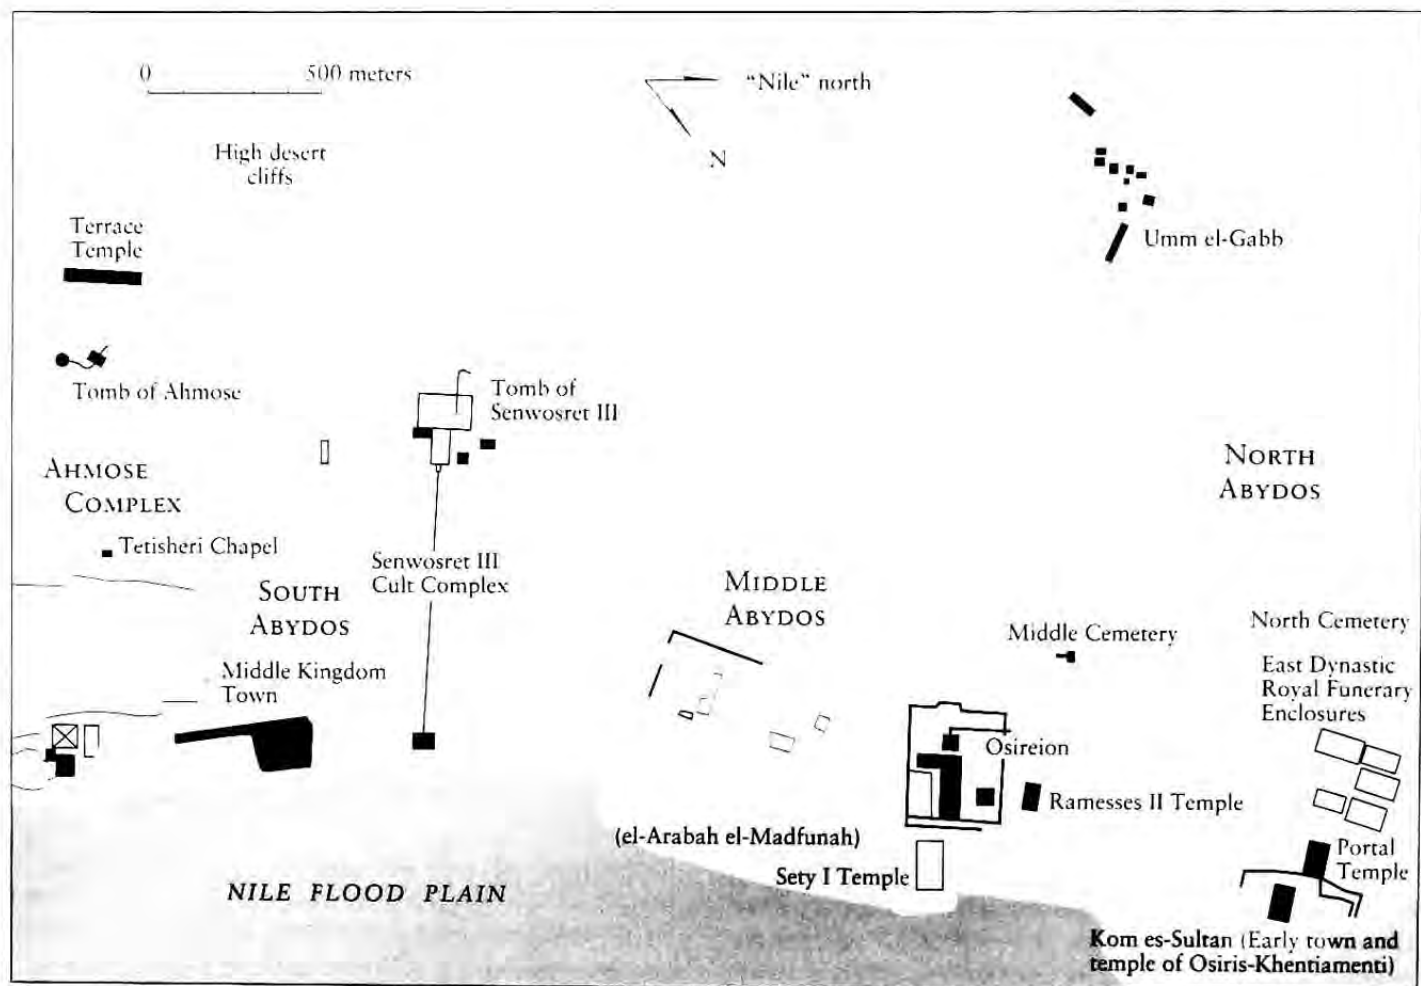 0 500 meters
"Nile" north
N
High desert
cliffs
Terrace
Temple
Umm el-Gabb
Tomb of Ahmose
Tomb of
Senwosret III
AHMOSE
COMPLEX
NORTH
ABYDOS
Tetisheri Chapel
Senwosret III
Cult Complex
SOUTH
ABYDOS
MIDDLE
ABYDOS
Middle Cemetery
North Cemetery
East Dynastic
Royal Funerary
Enclosures
Middle Kingdom
Town
Osireion
Ramesses II Temple
(el-Arabah el-Madfunah)
Sety I Temple
Portal
Temple
NILE FLOOD PLAIN
Kom es-Sultan (Early town and
temple of Osiris-Khentiamenti)